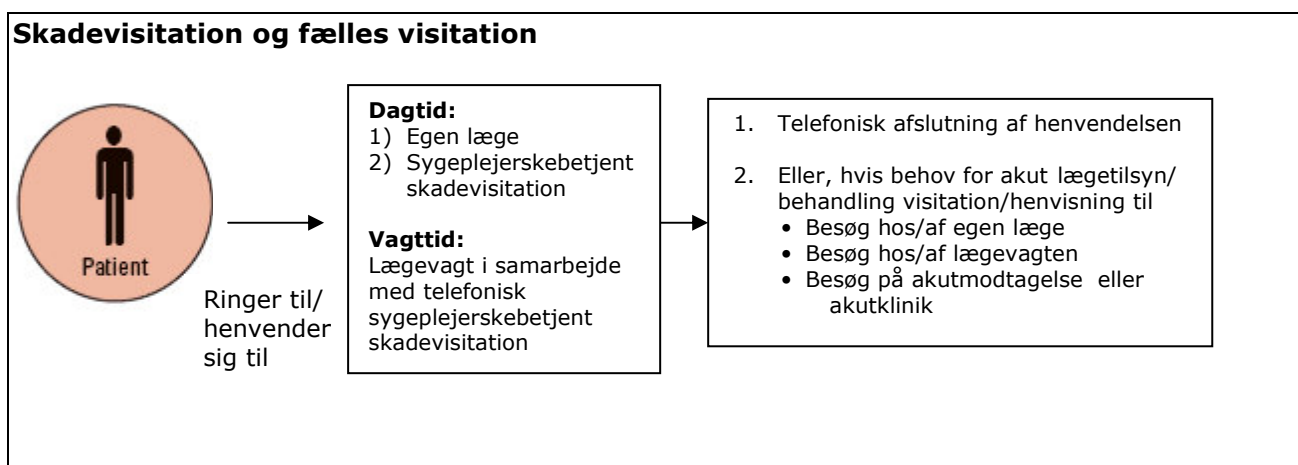 Skadevisitation og fælles visitation
Patient
Ringer til/
henvender
sig til
Dagtid:
1) Egen læge
2) Sygeplejerskebetjent
skadevisitation
Vagttid:
Lægevagt i samarbejde
med telefonisk
sygeplejerskebetjent
skadevisitation
1. Telefonisk afslutning af henvendelsen
2. Eller, hvis behov for akut lægetilsyn/
behandling visitation/henvisning til
• Besøg hos/af egen læge
• Besøg hos/af lægevagten
• Besøg på akutmodtagelse eller
akutklinik